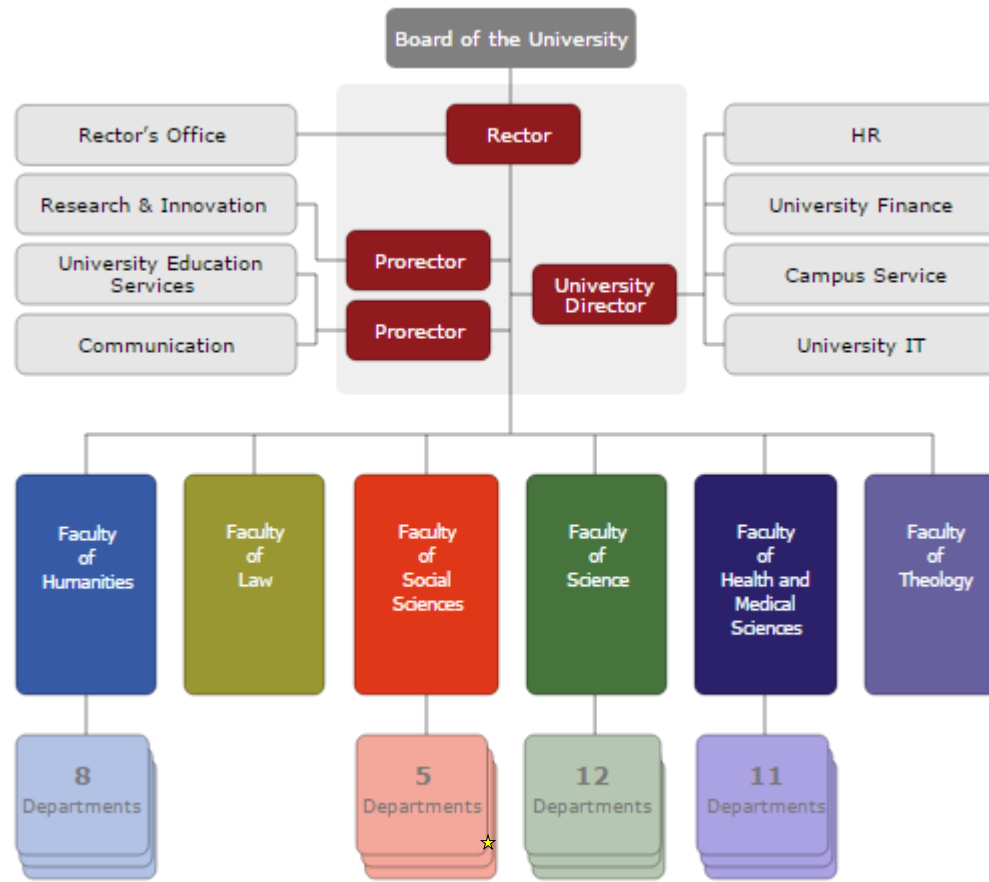 Board of the University
Rector's Office
Rector
HR
Research & Innovation
University Finance
Prorector
University Education
Services
University
Director
Campus Service
Communication
Prorector
University IT
Faculty
of
Humanities
Faculty
of
Law
Faculty
of
Social
Sciences
Faculty
of
Science
Faculty
of
Health and
Medical
Sciences
Faculty
of
Theology
8
Departments
5
Departments
12
Departments
11
Departments